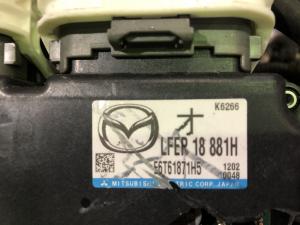 K6266
オ
LFER 18 881H
E6T61871H5
1202
0048
MITSUBISHI ELECTRIC CORP. JAPAN